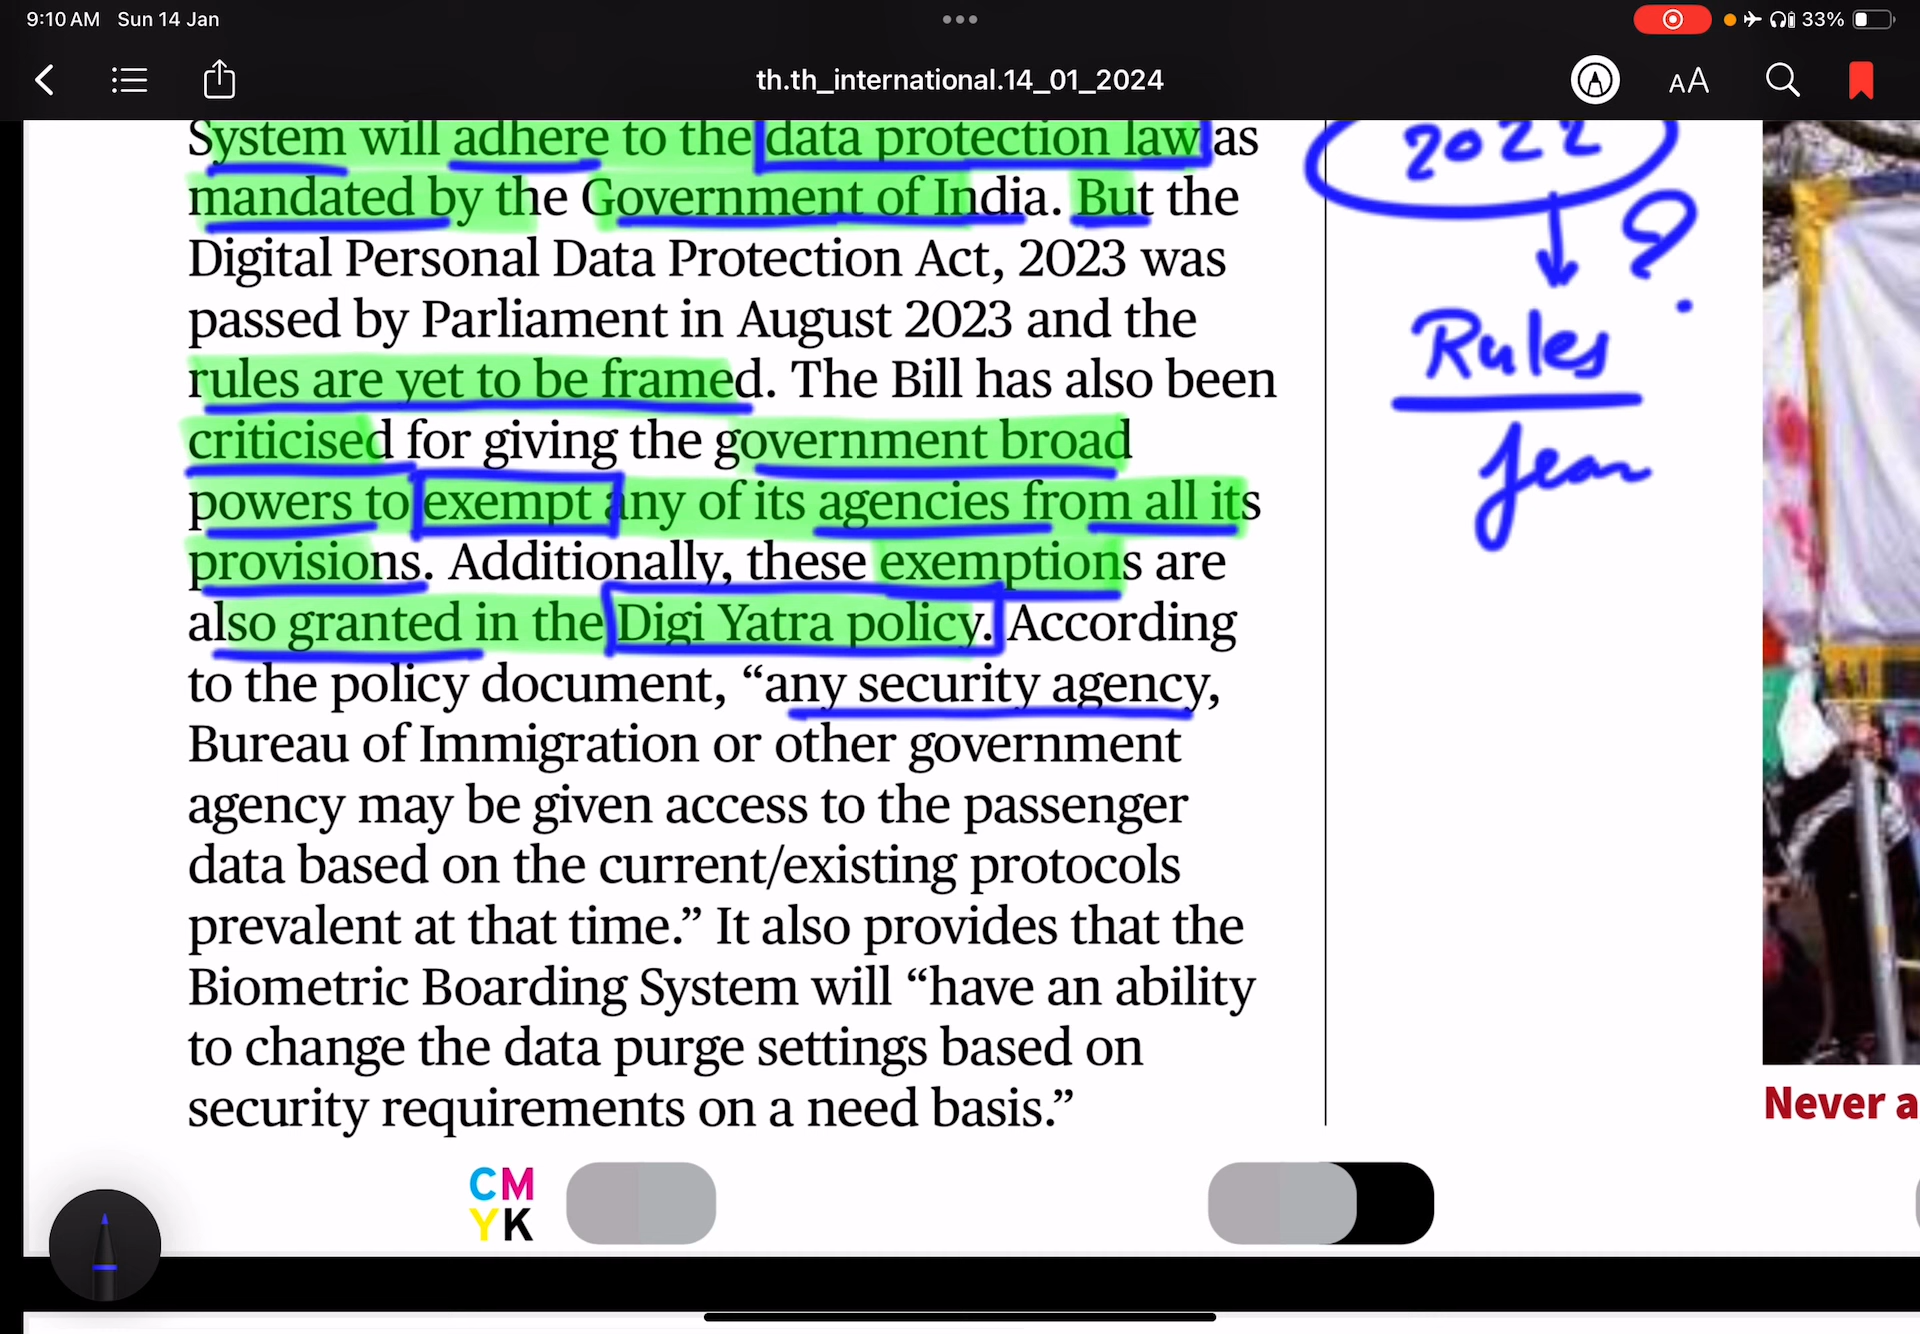 9:10 AM Sun 14 Jan
33%
th.th_international.14_01_2024
AA
System will adhere to the data protection law as
mandated by the Government of India. But the
Digital Personal Data Protection Act, 2023 was
passed by Parliament in August 2023 and the
rules are yet to be framed. The Bill has also been
criticised for giving the government broad
powers to exempt any of its agencies from all its
provisions. Additionally, these exemptions are
also granted in the Digi Yatra policy. According
to the policy document, “any security agency,
Bureau of Immigration or other government
agency may be given access to the passenger
data based on the current/existing protocols
prevalent at that time.” It also provides that the
Biometric Boarding System will “have an ability
to change the data purge settings based on
security requirements on a need basis.”
2022
?
Rules
CM
YK
Never a